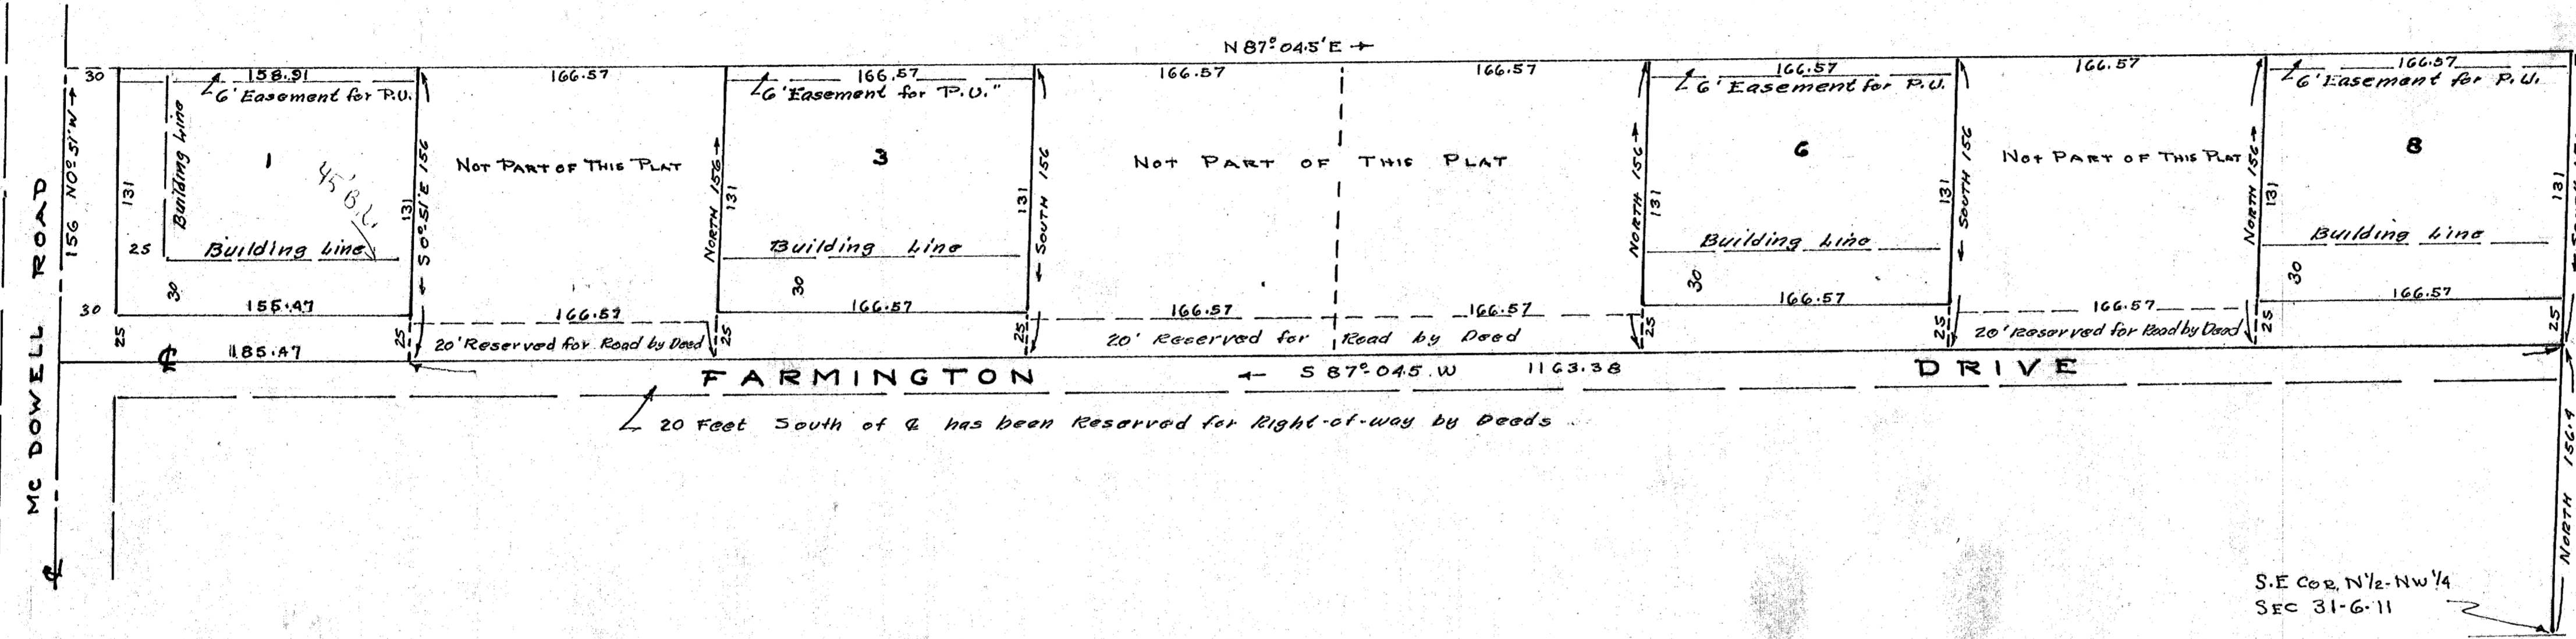 N 87° 04.5' E
30
158.91
6' Easement for P.U.
166.57
166.57
6' Easement for "P.U."
166.57
166.57
166.57
6' Easement for P.U.
166.57
166.57
6' Easement for P.U.
156 N0° 51' W
131
Building Line
1
45' B.L.
131
S 0° 51' E 156
NOT PART OF THIS PLAT
NORTH 156
131
3
131
SOUTH 156
NOT PART OF THIS PLAT
NORTH 156
131
6
131
SOUTH 156
NOT PART OF THIS PLAT
NORTH 156
131
8
131
25
Building Line
Building Line
Building Line
Building Line
30
30
30
30
30
155.47
166.57
166.57
166.57
166.57
166.57
166.57
166.57
25
25
20' Reserved for Road by Deed
25
25
20' Reserved for Road by Deed
25
25
20' Reserved for Road by Deed
25
25
185.47
MC DOWELL ROAD
FARMINGTON DRIVE
S 87° 04.5 W 1163.38
20 Feet South of ℄ has been Reserved for Right-of-way by Deeds
NORTH 156.4
S.E COR. N 1/2 - NW 1/4
SEC 31-6-11